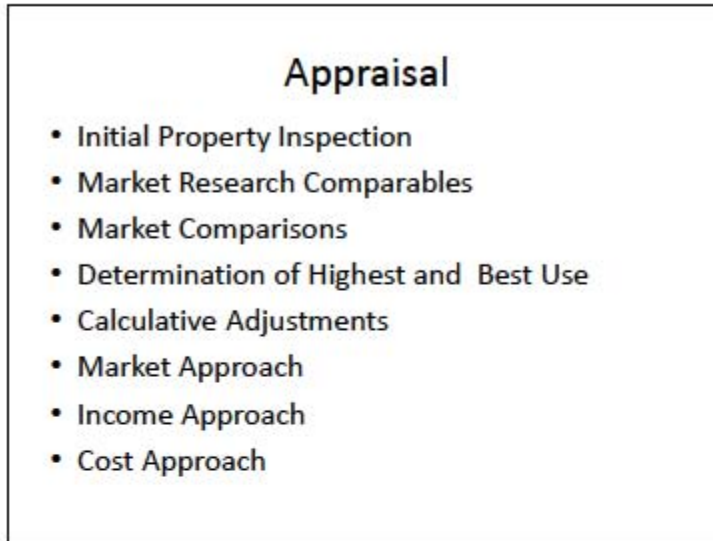 Appraisal
• Initial Property Inspection
• Market Research Comparables
• Market Comparisons
• Determination of Highest and  Best Use
• Calculative Adjustments
• Market Approach
• Income Approach
• Cost Approach